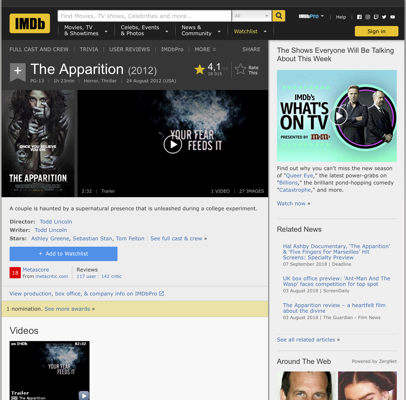 IMDb
Find Movies, TV shows, Celebrities and more...
All
IMDbPro
Help
Movies, TV
& Showtimes
Celebs, Events
& Photos
News &
Community
Watchlist
Sign in
FULL CAST AND CREW | TRIVIA | USER REVIEWS | IMDbPro | MORE
SHARE
The Apparition (2012)
PG-13 | 1h 23min | Horror, Thriller | 24 August 2012 (USA)
4,1
Rate
This
ONCE YOU BELIEVE
YOU DIE
THE APPARITION
YOUR FEAR
FEEDS IT
2:32 | Trailer
1 VIDEO | 27 IMAGES
A couple is haunted by a supernatural presence that is unleashed during a college experiment.
Director: Todd Lincoln
Writer: Todd Lincoln
Stars: Ashley Greene, Sebastian Stan, Tom Felton | See full cast & crew »
+ Add to Watchlist
18
Metascore
From metacritic.com
Reviews
117 user | 142 critic
View production, box office, & company info on IMDbPro
1 nomination. See more awards »
Videos
YOUR FEAR
FEEDS IT
Trailer
The Apparition
The Shows Everyone Will Be Talking
About This Week
IMDb's
WHAT'S
ON TV
PRESENTED BY M&M'S
Find out why you can't miss the new season
of "Queer Eye," the latest power-grabs on
"Billions," the brilliant pond-hopping comedy
"Catastrophe," and more.
Watch now »
Related News
Hal Ashby Documentary, 'The Apparition'
& 'Five Fingers For Marseilles' Hit
Screens: Specialty Preview
07 September 2018 | Deadline
UK box office preview: 'Ant-Man And The
Wasp' faces competition for top spot
03 August 2018 | ScreenDaily
The Apparition review – a heartfelt film
about the divine
03 August 2018 | The Guardian - Film News
See all related articles »
Around The Web
Powered by ZergNet